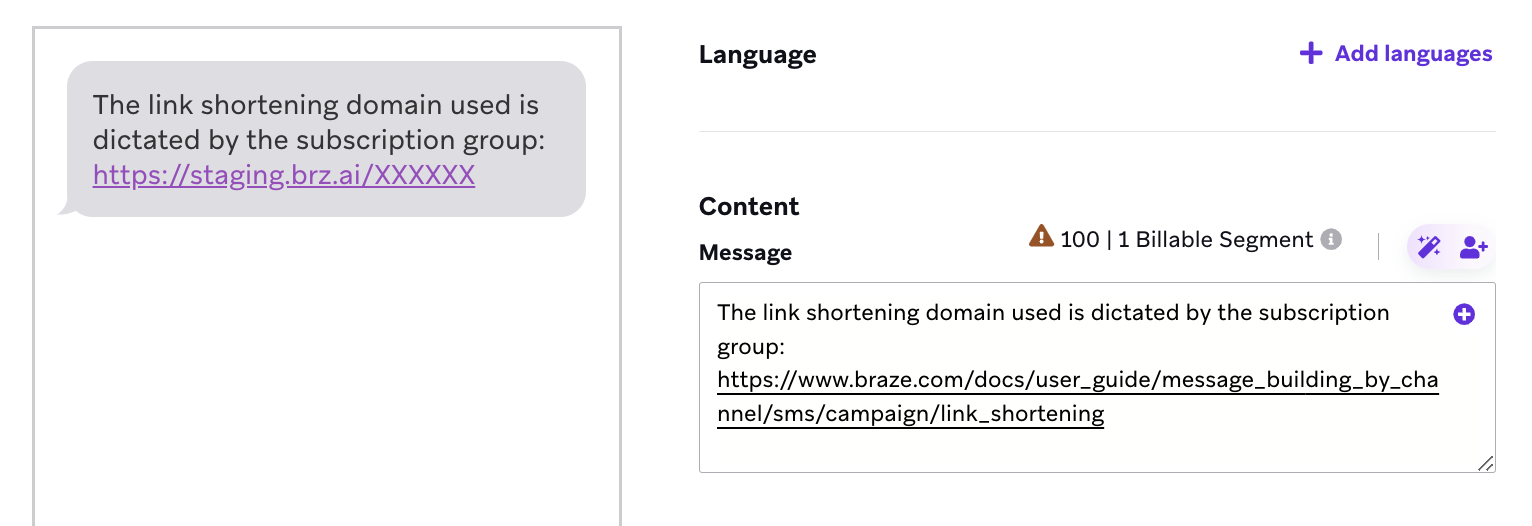 The link shortening domain used is
dictated by the subscription group:
https://staging.brz.ai/XXXXXX
Language
Add languages
Content
Message
100 | 1 Billable Segment
The link shortening domain used is dictated by the subscription
group:
https://www.braze.com/docs/user_guide/message_building_by_cha
nnel/sms/campaign/link_shortening